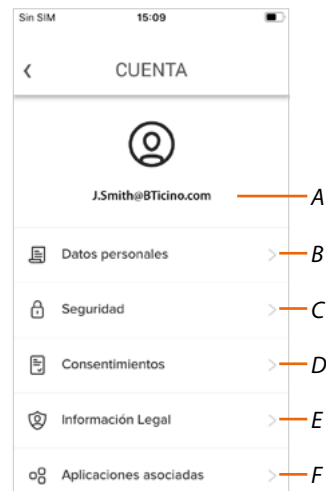 Sin SIM 15:09
CUENTA
J.Smith@BTicino.com A
Datos personales B
Seguridad C
Consentimientos D
Información Legal E
Aplicaciones asociadas F